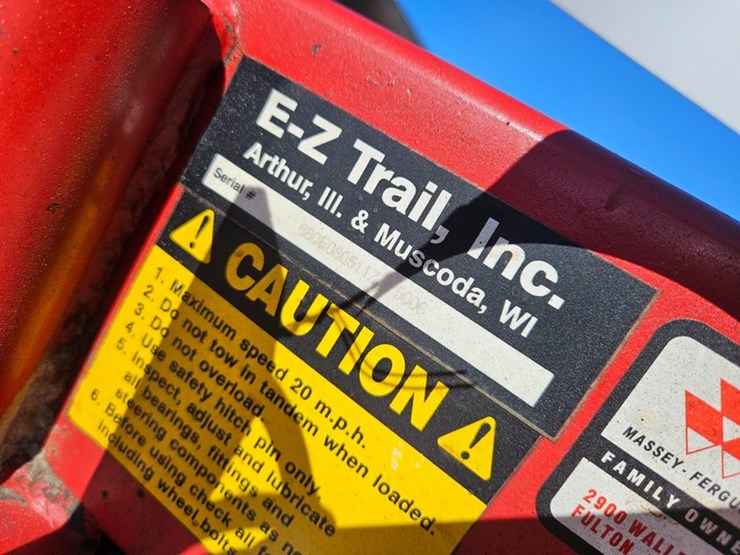 E-Z Trail, Inc.
Arthur, Ill. & Muscoda, WI
Serial #
CAUTION
1. Maximum speed 20 m.p.h.
2. Do not tow in tandem when loaded.
3. Do not overload.
4. Use safety hitch pin only.
5. Inspect, adjust and lubricate
all bearings, fittings and
steering components as
6. Before using check all
including wheel bolts
MASSEY-FERGU
FAMILY OWNE
2900 WALL
FULTON